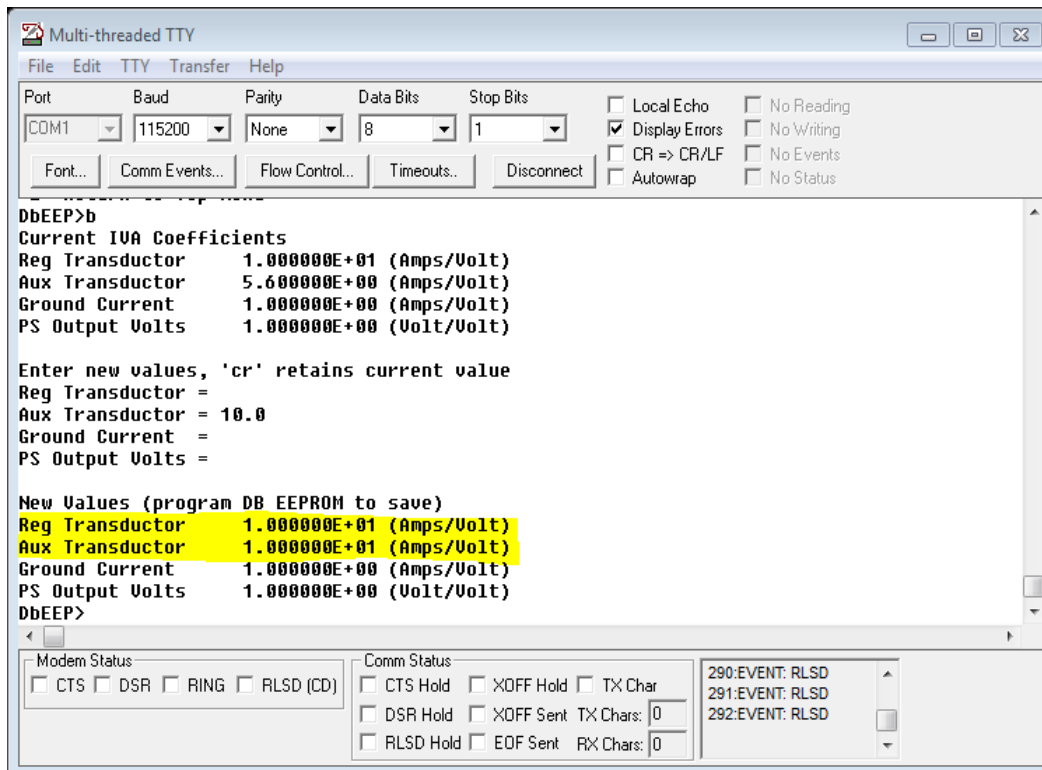 Multi-threaded TTY
File Edit TTY Transfer Help
Port Baud Parity Data Bits Stop Bits
COM1 115200 None 8 1
Font... Comm Events... Flow Control... Timeouts.. Disconnect
Local Echo No Reading
Display Errors No Writing
CR => CR/LF No Events
Autowrap No Status
DbEEP>b
Current IVA Coefficients
Reg Transductor 1.000000E+01 (Amps/Volt)
Aux Transductor 5.600000E+00 (Amps/Volt)
Ground Current 1.000000E+00 (Amps/Volt)
PS Output Volts 1.000000E+00 (Volt/Volt)
Enter new values, 'cr' retains current value
Reg Transductor =
Aux Transductor = 10.0
Ground Current =
PS Output Volts =
New Values (program DB EEPROM to save)
Reg Transductor 1.000000E+01 (Amps/Volt)
Aux Transductor 1.000000E+01 (Amps/Volt)
Ground Current 1.000000E+00 (Amps/Volt)
PS Output Volts 1.000000E+00 (Volt/Volt)
DbEEP>
Modem Status
CTS DSR RING RLSD (CD)
Comm Status
CTS Hold XOFF Hold TX Char
DSR Hold XOFF Sent TX Chars: 0
RLSD Hold EOF Sent RX Chars: 0
290:EVENT: RLSD
291:EVENT: RLSD
292:EVENT: RLSD